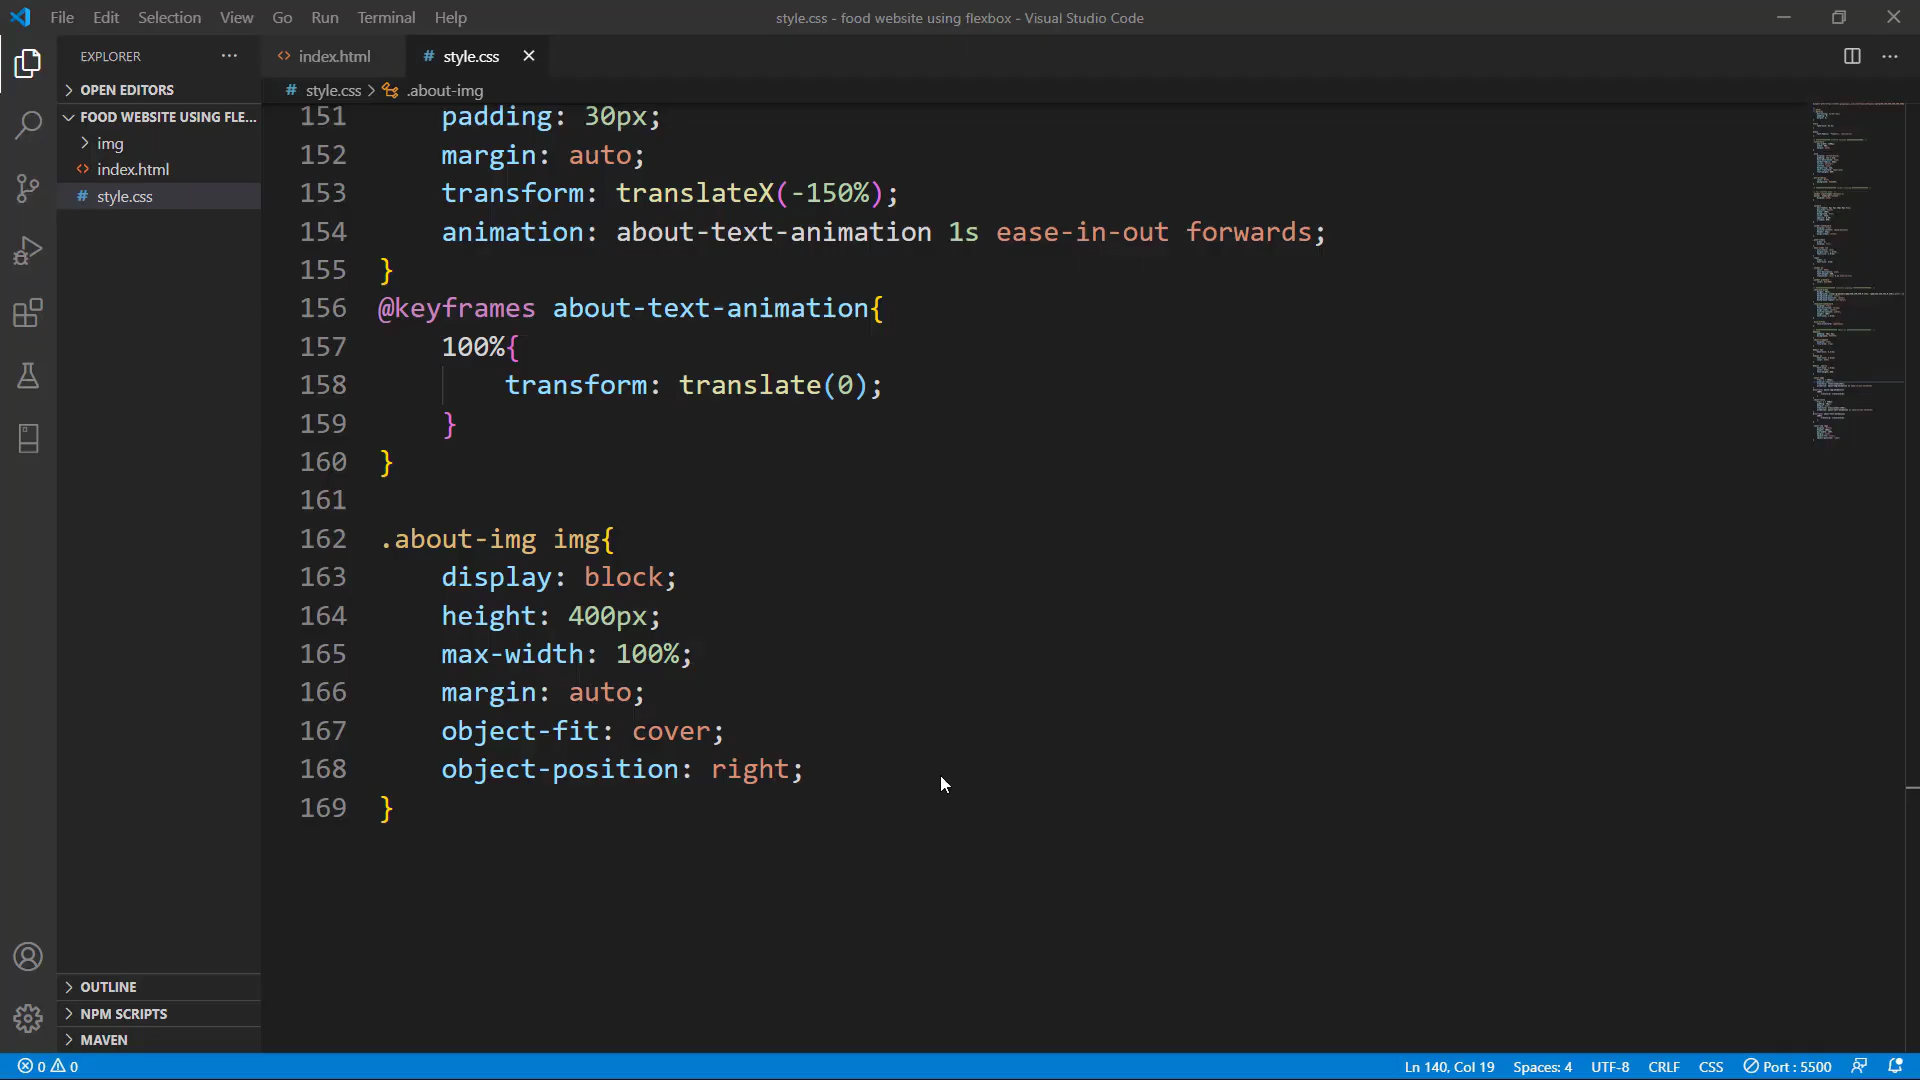 File Edit Selection View Go Run Terminal Help
style.css - food website using flexbox - Visual Studio Code
EXPLORER
OPEN EDITORS
FOOD WEBSITE USING FLE...
img
index.html
style.css
OUTLINE
NPM SCRIPTS
MAVEN
index.html
# style.css
# style.css > .about-img
151 padding: 30px;
152 margin: auto;
153 transform: translateX(-150%);
154 animation: about-text-animation 1s ease-in-out forwards;
155 }
156 @keyframes about-text-animation{
157 100%{
158 transform: translate(0);
159 }
160 }
161
162 .about-img img{
163 display: block;
164 height: 400px;
165 max-width: 100%;
166 margin: auto;
167 object-fit: cover;
168 object-position: right;
169 }
0 0
Ln 140, Col 19 Spaces: 4 UTF-8 CRLF CSS Port : 5500